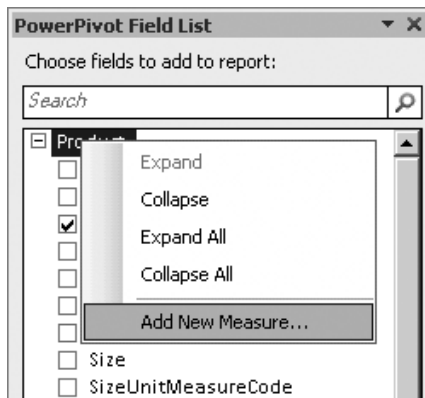 PowerPivot Field List
Choose fields to add to report:
Search
Product
Expand
Collapse
Expand All
Collapse All
Add New Measure...
Size
SizeUnitMeasureCode